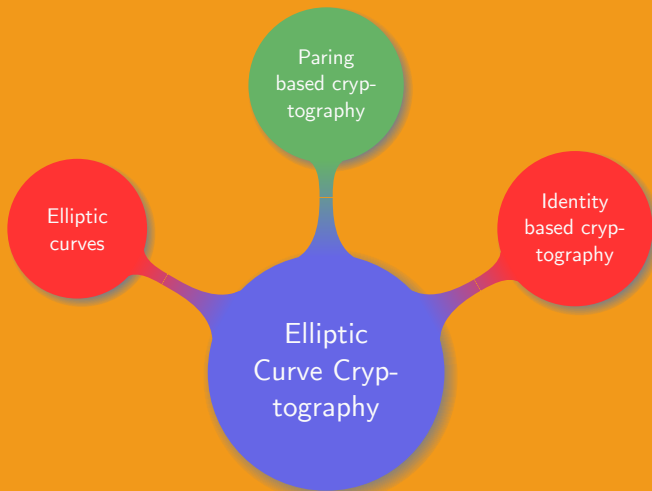 Paring
based cryp-
tography
Elliptic
curves
Identity
based cryp-
tography
Elliptic
Curve Cryp-
tography